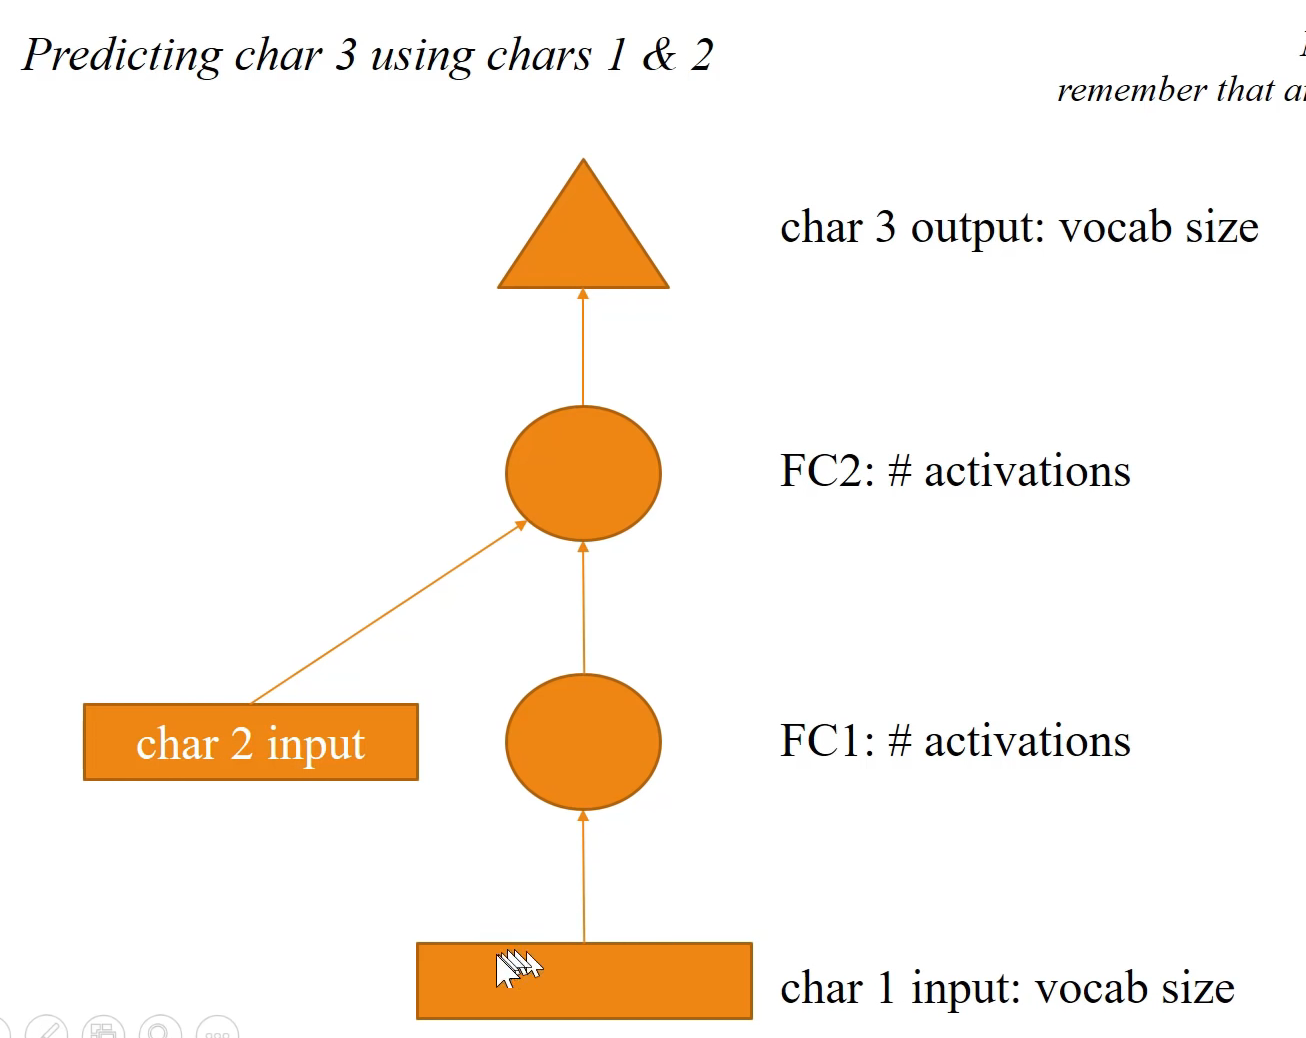 Predicting char 3 using chars 1 & 2
remember that
char 3 output: vocab size
FC2: # activations
char 2 input
FC1: # activations
char 1 input: vocab size